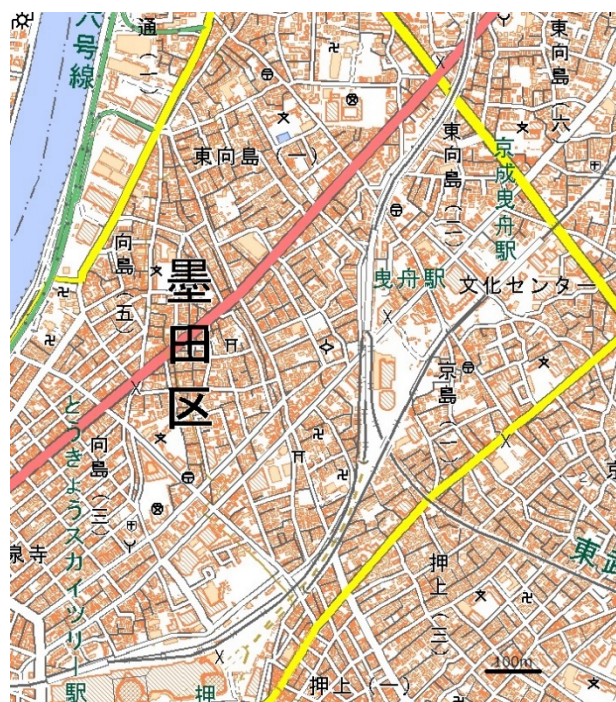 六号線
通(一)
東向島(六)
東向島(一)
東向島(二)
京成曳舟駅
向島(五)
墨田区
曳舟駅
文化センター
京島(一)
とうきょうスカイツリー駅
向島(三)
泉寺
京
東武
押上(三)
100m
押上(一)
押